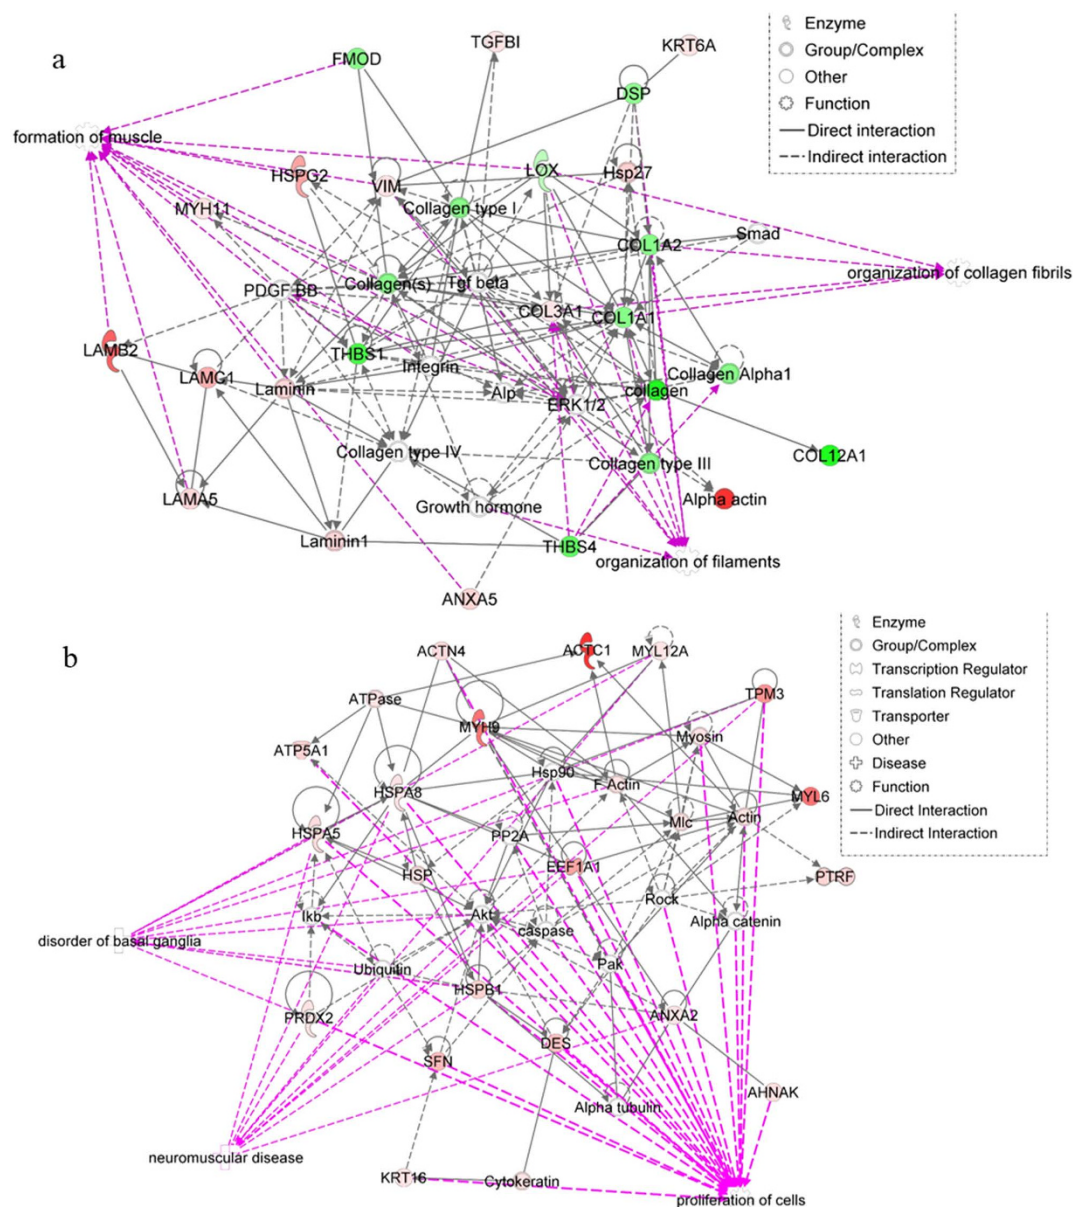 a
TGFBI
KRT6A
FMOD
DSP
Enzyme
Group/Complex
Other
Function
Direct interaction
Indirect interaction
formation of muscle
HSPG2
VIM
LOX
Hsp27
MYH11
Collagen type I
COL1A2
Smad
organization of collagen fibrils
PDGF BB
Collagen(s)
Tgf beta
COL3A1
COL1A1
LAMB2
THBS1
Integrin
LAMC1
Laminin
Alp
ERK1/2
collagen
Collagen Alpha1
Collagen type IV
Collagen type III
COL12A1
LAMA5
Growth hormone
Alpha actin
Laminin1
THBS4
organization of filaments
ANXA5
b
ACTN4
ACTC1
MYL12A
Enzyme
Group/Complex
Transcription Regulator
Translation Regulator
Transporter
Other
Disease
Function
Direct Interaction
Indirect Interaction
ATPase
TPM3
MYH9
Myosin
ATP5A1
Hsp90
F Actin
HSPA8
MYL6
HSPA5
PP2A
Mlc
Actin
HSP
EEF1A1
PTRF
Rock
Ikb
Akt
caspase
Alpha catenin
disorder of basal ganglia
Ubiquitin
Pak
HSPB1
PRDX2
ANXA2
SFN
DES
AHNAK
Alpha tubulin
neuromuscular disease
KRT16
Cytokeratin
proliferation of cells